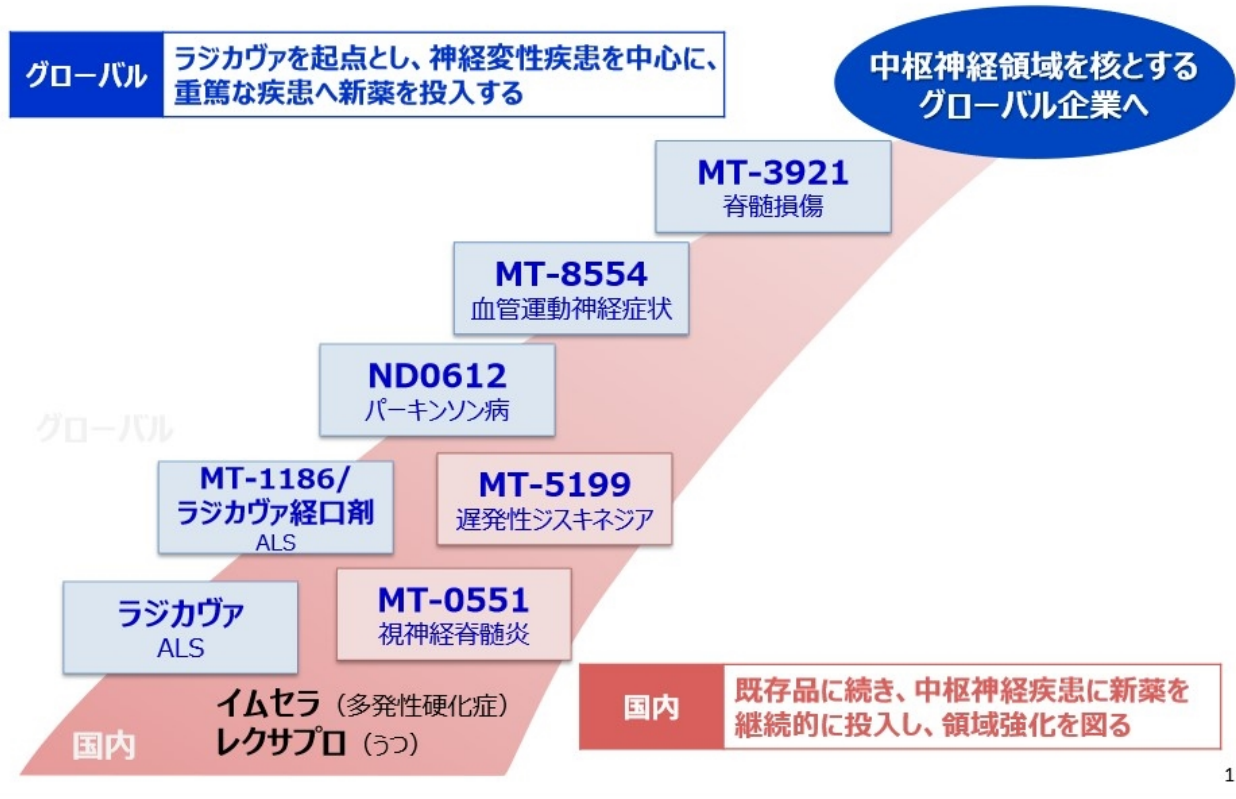 グローバル
ラジカヴァを起点とし、神経変性疾患を中心に、
重篤な疾患へ新薬を投入する
中枢神経領域を核とする
グローバル企業へ
MT-3921
脊髄損傷
MT-8554
血管運動神経症状
ND0612
パーキンソン病
グローバル
MT-1186/
ラジカヴァ経口剤
ALS
MT-5199
遅発性ジスキネジア
ラジカヴァ
ALS
MT-0551
視神経脊髄炎
イムセラ（多発性硬化症）
レクサプロ（うつ）
国内
国内
既存品に続き、中枢神経疾患に新薬を
継続的に投入し、領域強化を図る
1